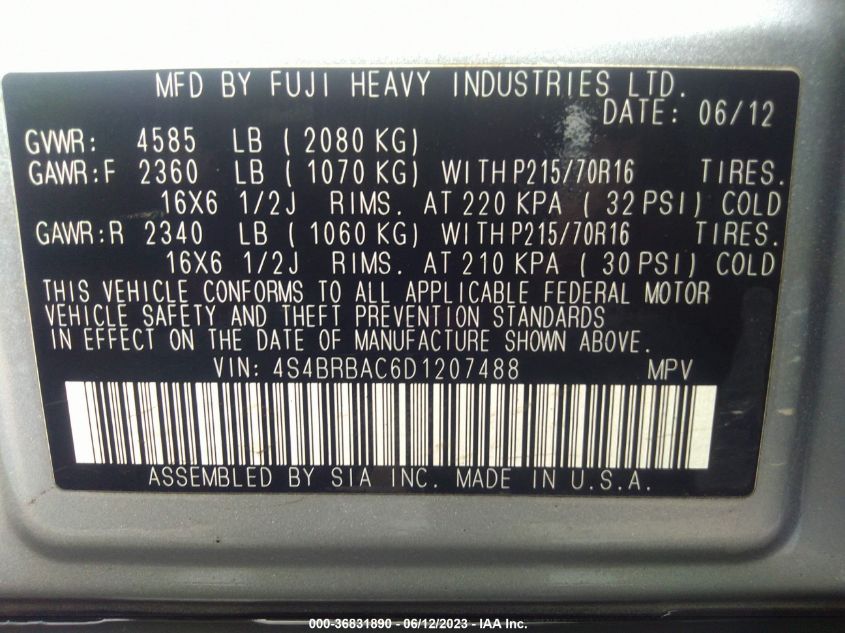 MFD BY FUJI HEAVY INDUSTRIES LTD.
DATE: 06/12
GVWR: 4585 LB ( 2080 KG)
GAWR:F 2360 LB ( 1070 KG) WITH P215/70R16 TIRES.
16X6 1/2J RIMS. AT 220 KPA ( 32 PSI) COLD
GAWR:R 2340 LB ( 1060 KG) WITH P215/70R16 TIRES.
16X6 1/2J RIMS. AT 210 KPA ( 30 PSI) COLD
THIS VEHICLE CONFORMS TO ALL APPLICABLE FEDERAL MOTOR
VEHICLE SAFETY AND THEFT PREVENTION STANDARDS
IN EFFECT ON THE DATE OF MANUFACTURE SHOWN ABOVE.
VIN: 4S4BRBAC6D1207488 MPV
ASSEMBLED BY SIA INC. MADE IN U.S.A.
000-36831890 - 06/12/2023 - IAA Inc.